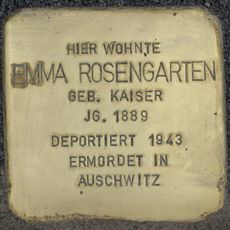 HIER WOHNTE
EMMA ROSENGARTEN
GEB. KAISER
JG. 1889
DEPORTIERT 1943
ERMORDET IN
AUSCHWITZ